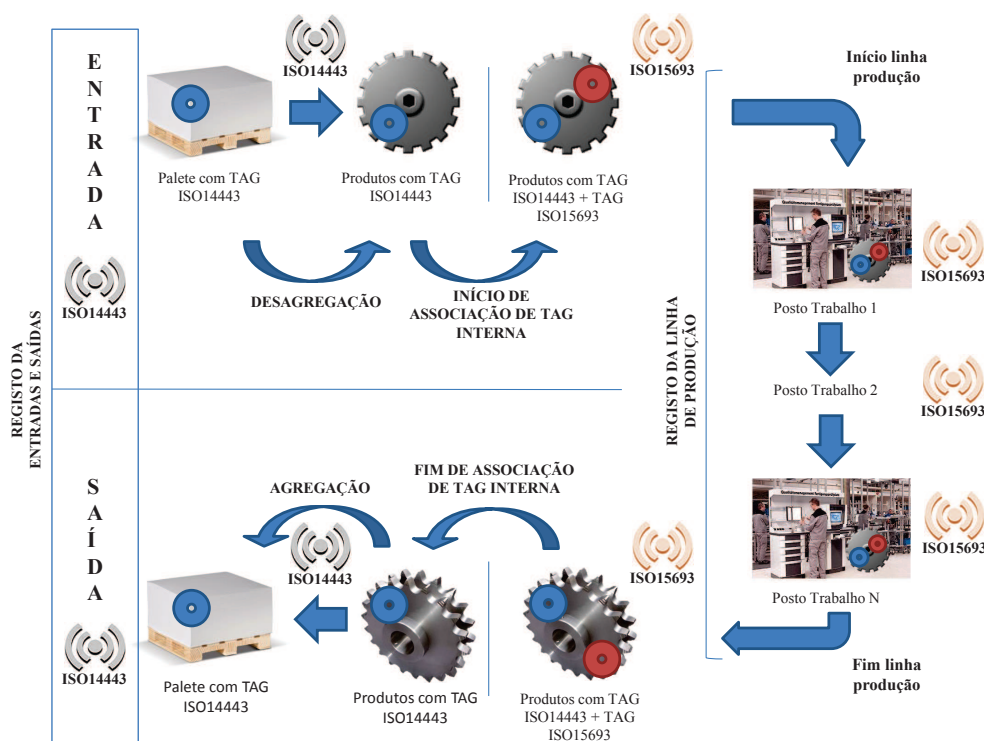 REGISTO DA
ENTRADAS E SAÍDAS
E
N
T
R
A
D
A
ISO14443
ISO14443
ISO15693
Palete com TAG
ISO14443
Produtos com TAG
ISO14443
Produtos com TAG
ISO14443 + TAG
ISO15693
DESAGREGAÇÃO
INÍCIO DE
ASSOCIAÇÃO DE TAG
INTERNA
S
A
Í
D
A
ISO14443
AGREGAÇÃO
FIM DE ASSOCIAÇÃO
DE TAG INTERNA
ISO14443
ISO15693
Palete com TAG
ISO14443
Produtos com TAG
ISO14443
Produtos com TAG
ISO14443 + TAG
ISO15693
REGISTO DA LINHA
DE PRODUÇÃO
Início linha
produção
ISO15693
Posto Trabalho 1
Posto Trabalho 2
ISO15693
ISO15693
Posto Trabalho N
Fim linha
produção